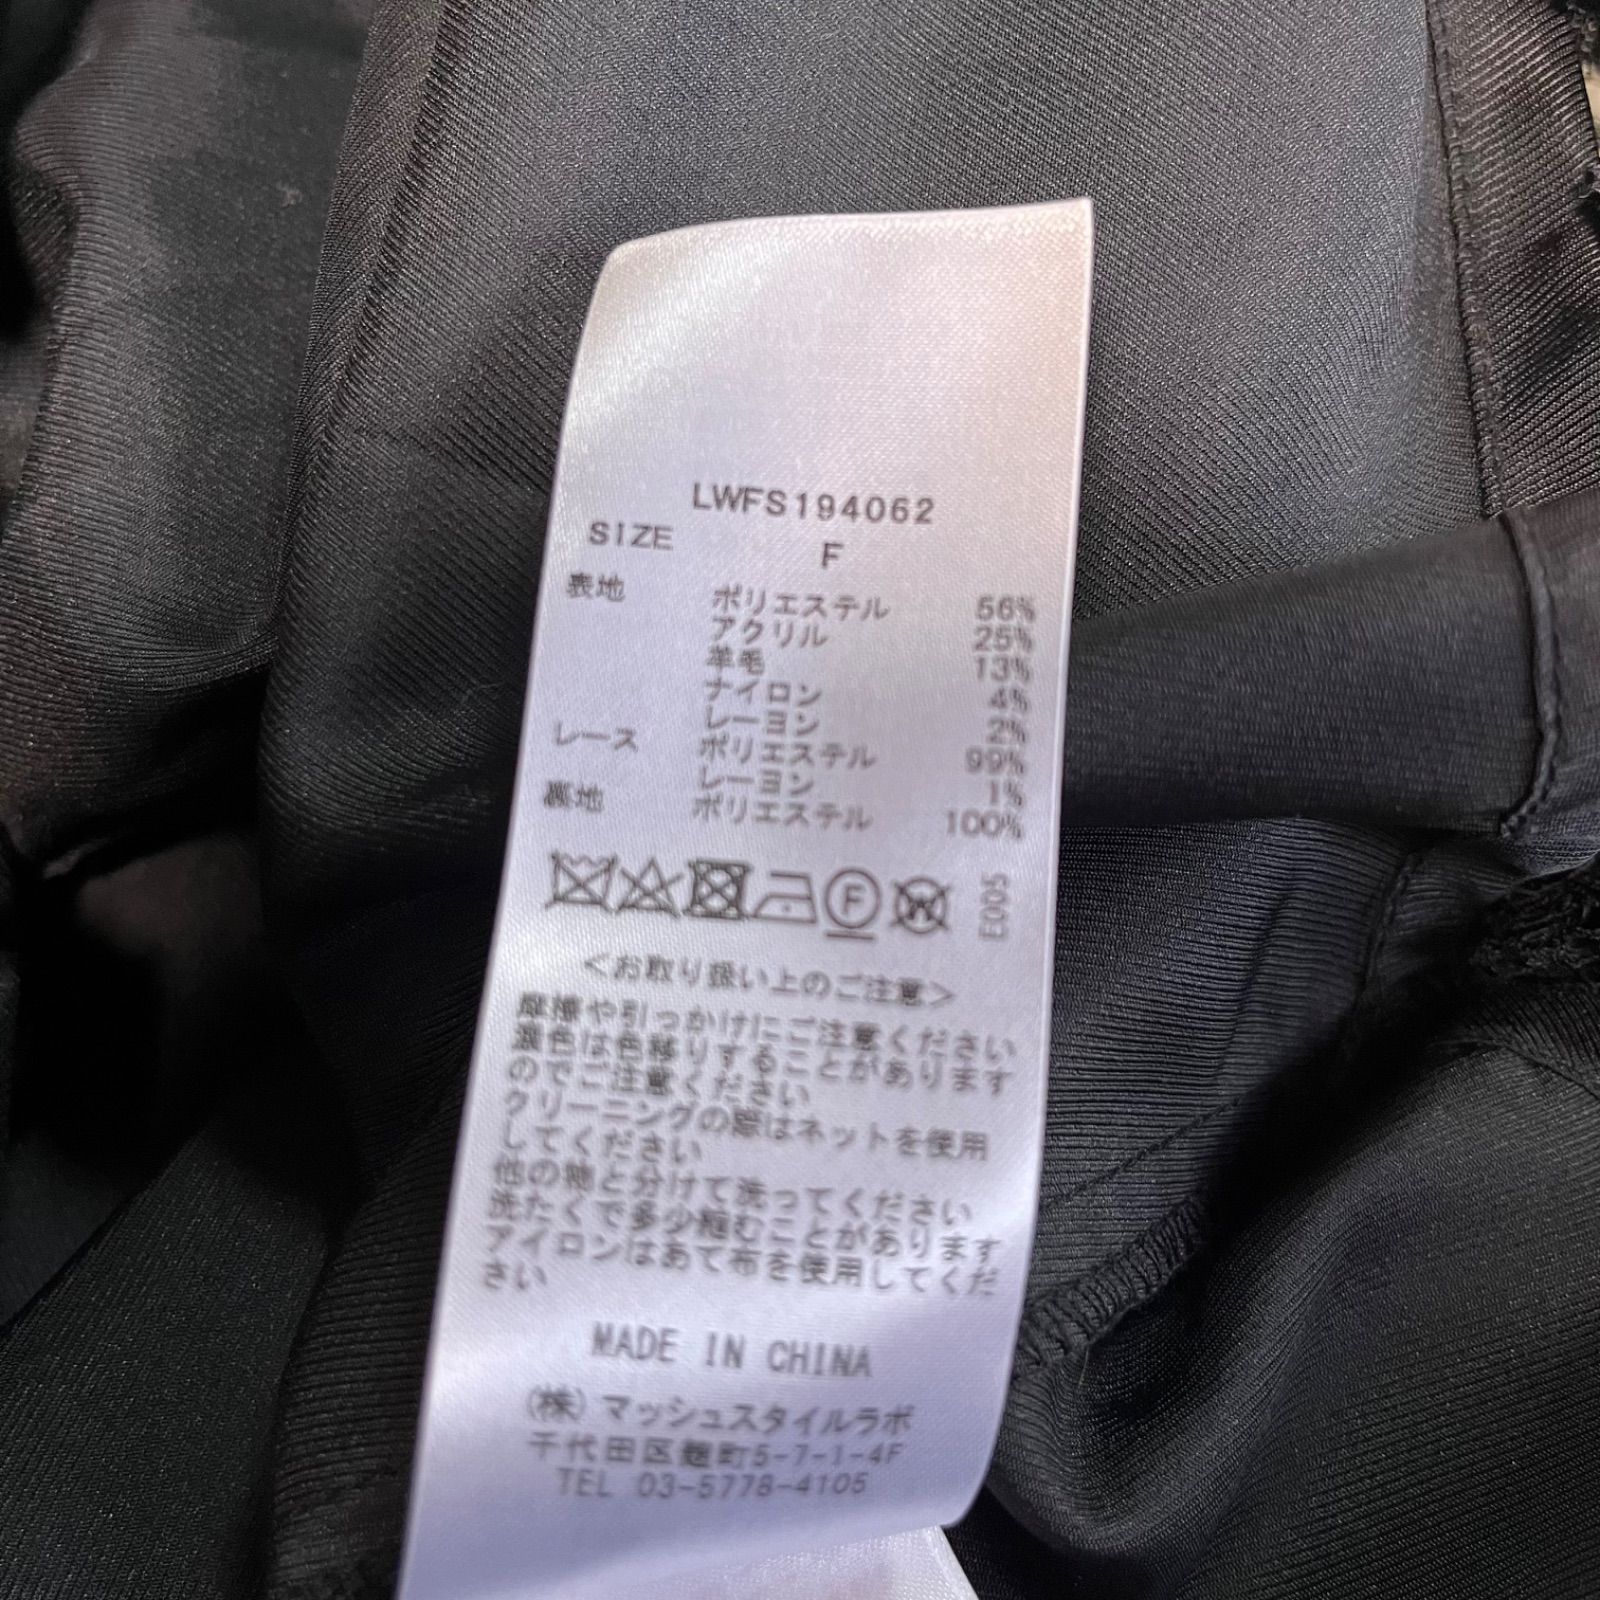 LWFS194062
SIZE F
表地 ポリエステル 56%
アクリル 25%
羊毛 13%
ナイロン 4%
レーヨン 2%
レース ポリエステル 99%
レーヨン 1%
裏地 ポリエステル 100%
F W E005
<お取り扱い上のご注意>
摩擦や引っかけにご注意ください
濃色は色移りすることがあります
のでご注意ください
クリーニングの際はネットを使用
してください
他の物と分けて洗ってください
洗たくで多少縮むことがあります
アイロンはあて布を使用してくだ
さい
MADE IN CHINA
(株)マッシュスタイルラボ
千代田区麹町5-7-1-4F
TEL 03-5778-4105